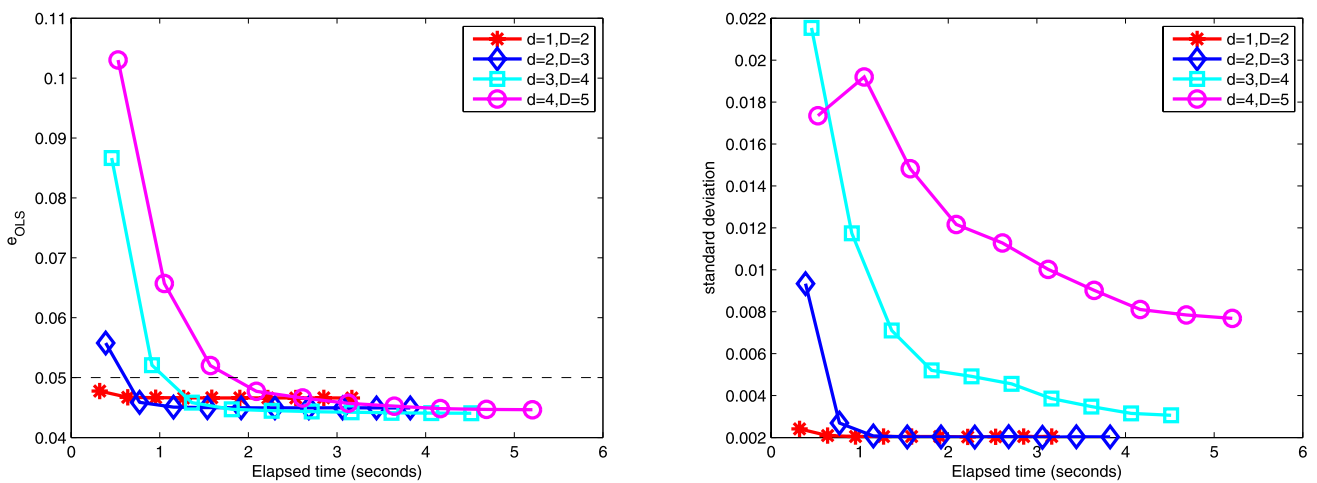 0.11
0.1
0.09
0.08
0.07
0.06
0.05
0.04
e_OLS
0
1
2
3
4
5
6
Elapsed time (seconds)
d=1,D=2
d=2,D=3
d=3,D=4
d=4,D=5
0.022
0.02
0.018
0.016
0.014
0.012
0.01
0.008
0.006
0.004
0.002
standard deviation
0
1
2
3
4
5
6
Elapsed time (seconds)
d=1,D=2
d=2,D=3
d=3,D=4
d=4,D=5